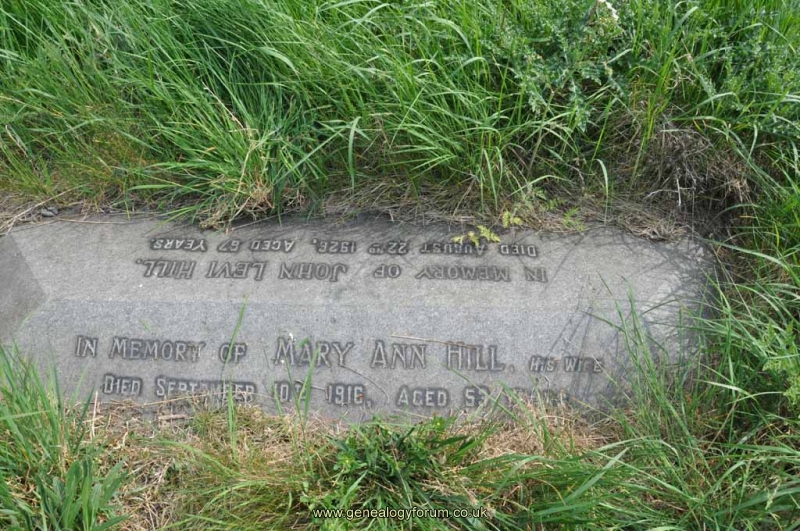 In Memory of John Levi Hill,
Died August 22nd 1926, Aged 67 Years
In Memory of Mary Ann Hill, His Wife
Died September 10th 1916, Aged 53
www.genealogyforum.co.uk